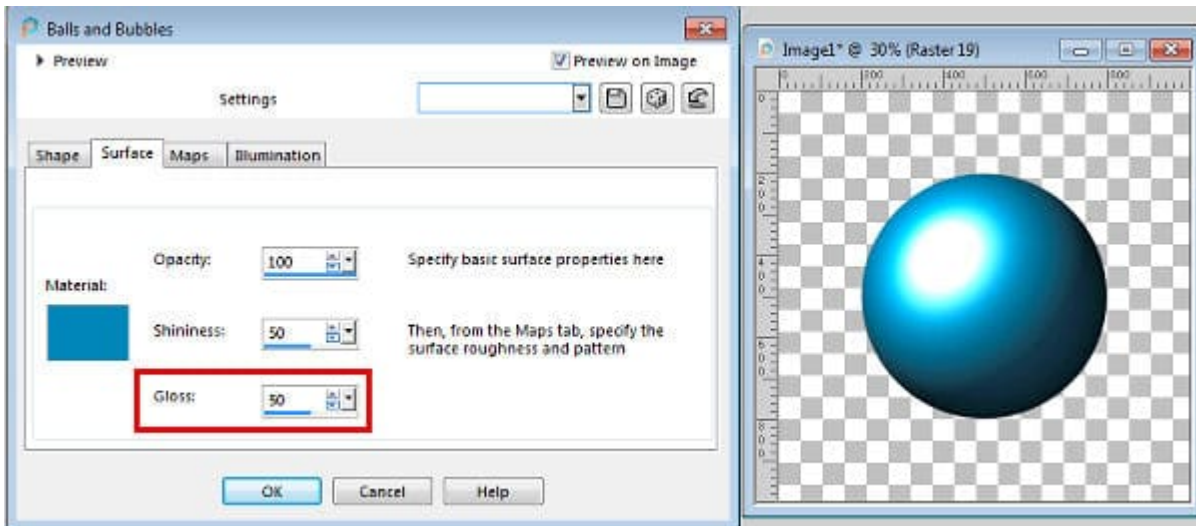 Balls and Bubbles
Preview
Preview on Image
Settings
Shape
Surface
Maps
Illumination
Opacity:
100
Specify basic surface properties here
Material:
Shininess:
50
Then, from the Maps tab, specify the
surface roughness and pattern
Gloss:
50
OK
Cancel
Help
Image1* @ 30% (Raster 19)